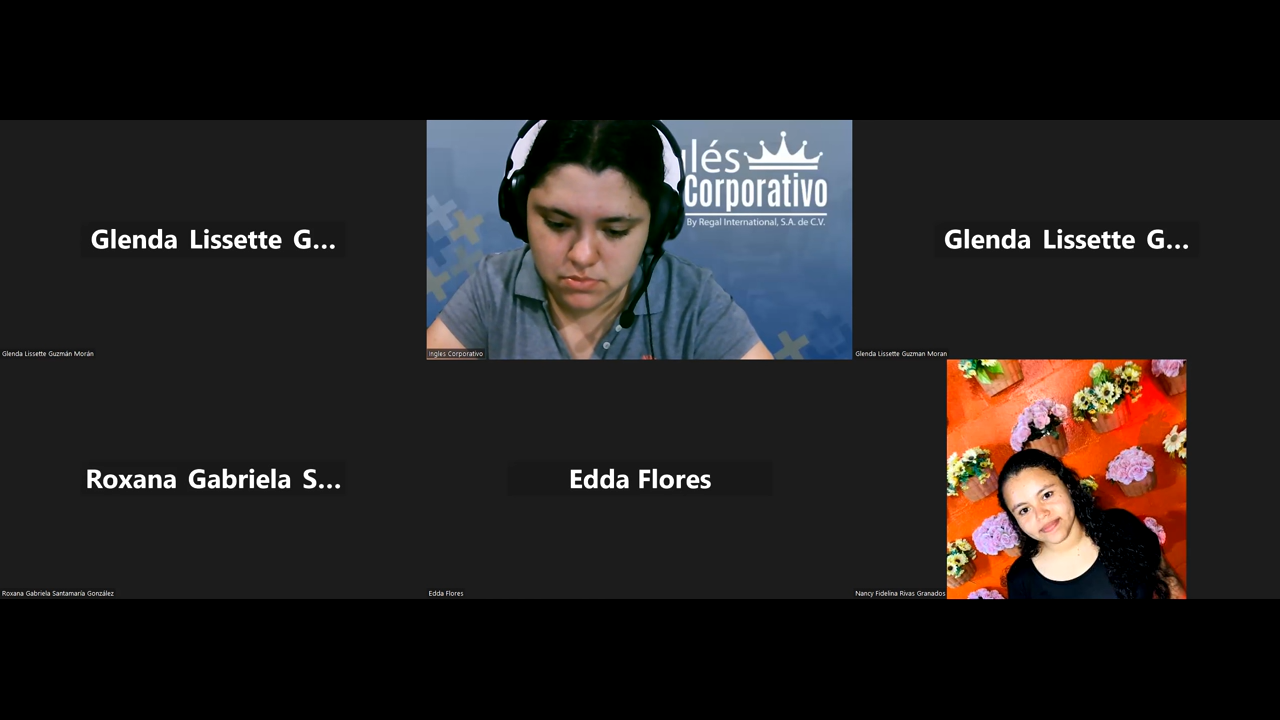 Glenda Lissette G...
Glenda Lissette Guzmán Morán
lés
Corporativo
By Regal International, S.A. de C.V.
Ingles Corporativo
Glenda Lissette G...
Glenda Lissette Guzman Moran
Roxana Gabriela S...
Roxana Gabriela Santamaría González
Edda Flores
Edda Flores
Nancy Fidelina Rivas Granados